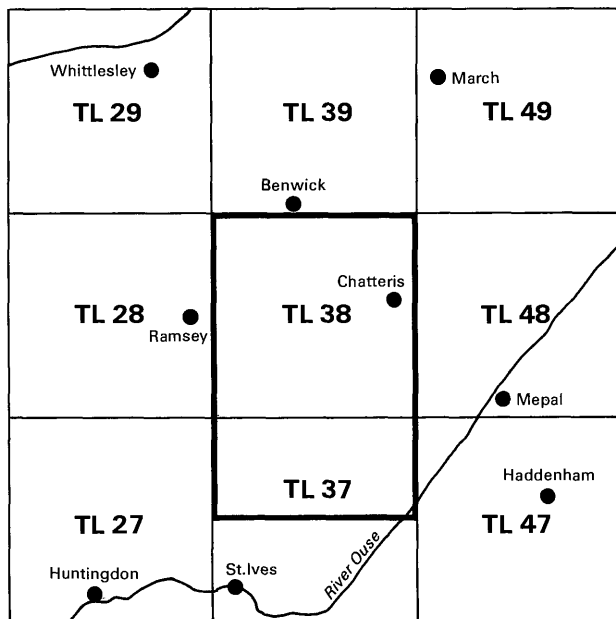 Whittlesley
March
TL 29
TL 39
TL 49
Benwick
Chatteris
TL 28
TL 38
TL 48
Ramsey
Mepal
TL 37
Haddenham
TL 27
TL 47
River Ouse
Huntingdon
St.Ives